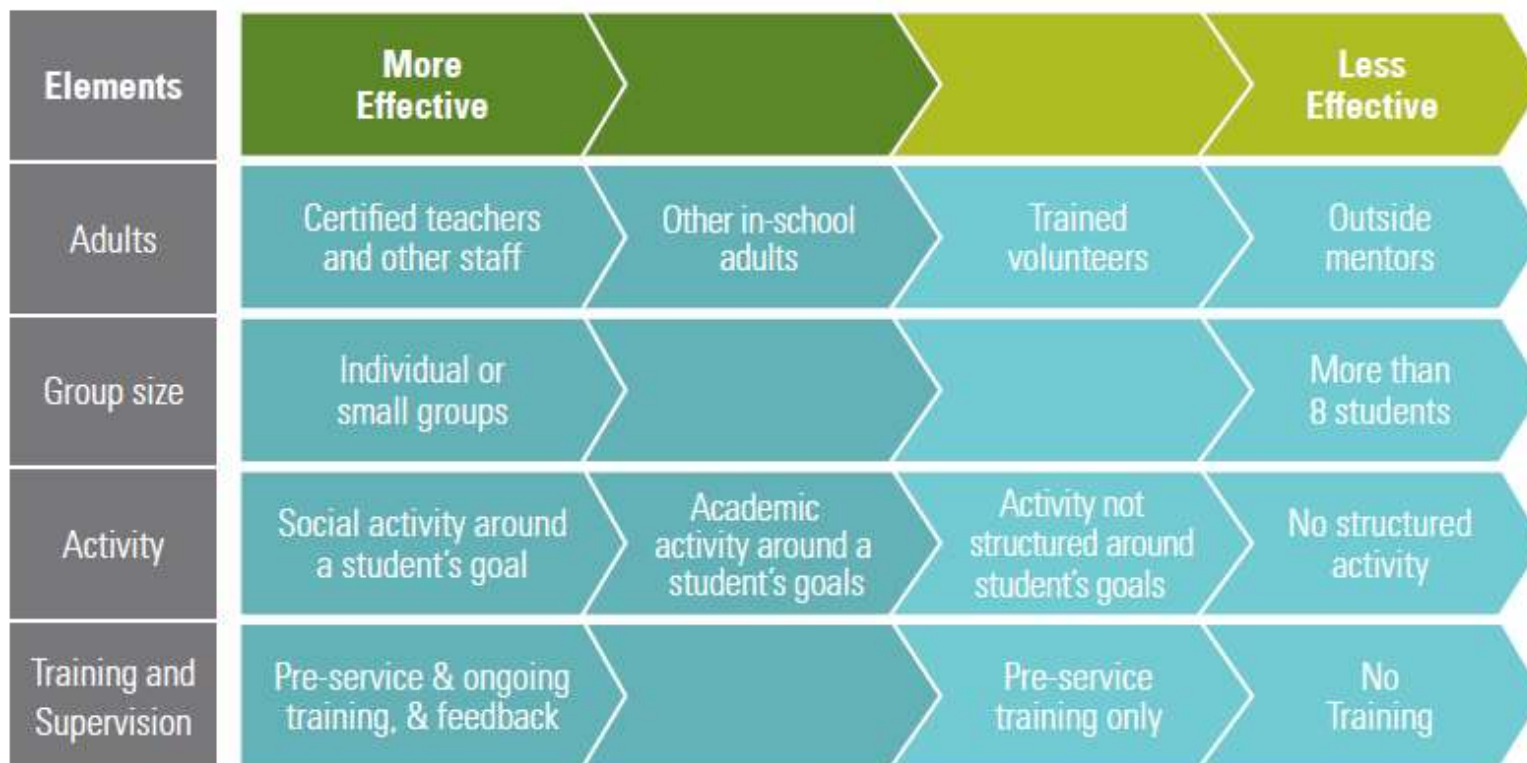 Elements
More
Effective
Less
Effective
Adults
Certified teachers
and other staff
Other in-school
adults
Trained
volunteers
Outside
mentors
Group size
Individual or
small groups
More than
8 students
Activity
Social activity around
a student's goal
Academic
activity around a
student's goals
Activity not
structured around
student's goals
No structured
activity
Training and
Supervision
Pre-service & ongoing
training, & feedback
Pre-service
training only
No
Training